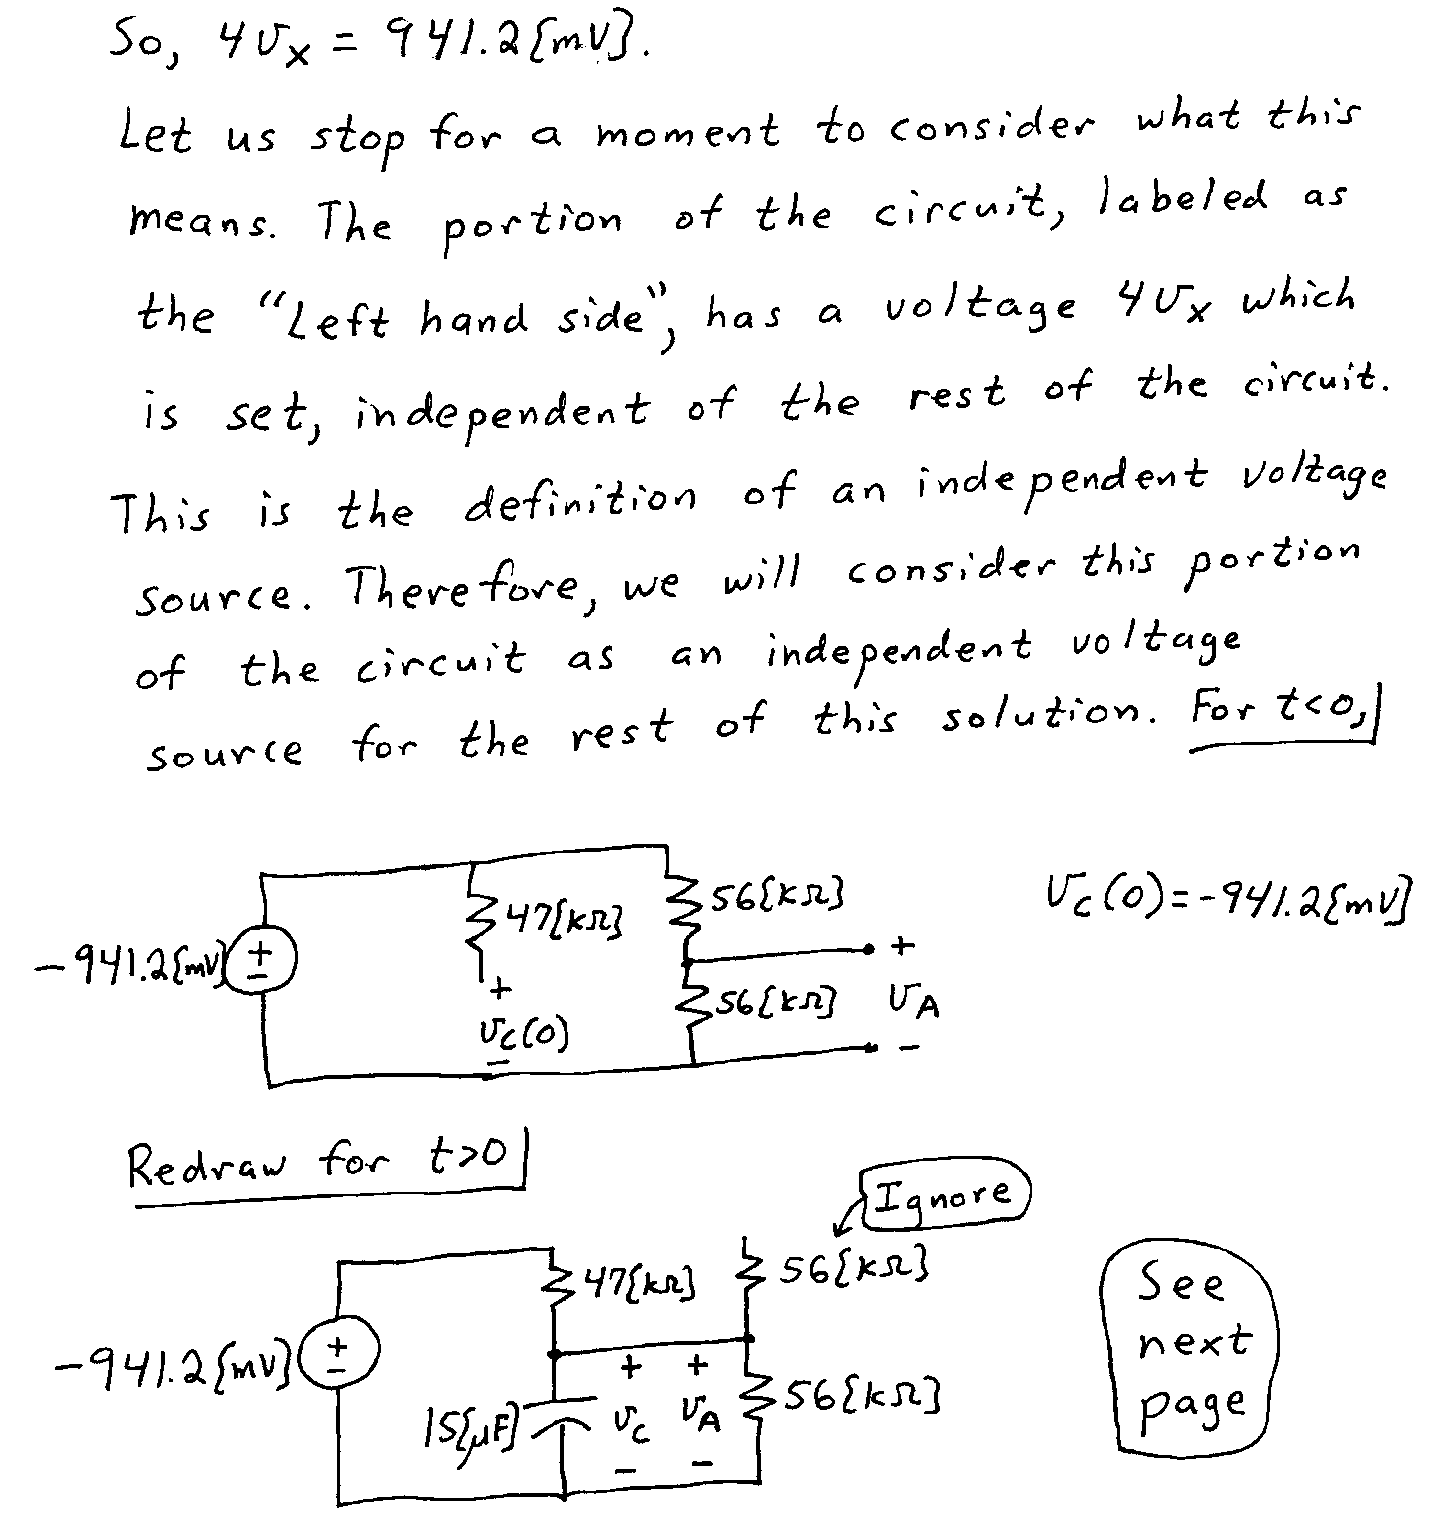 So, 4vₓ = 941.2[mV].
Let us stop for a moment to consider what this
means. The portion of the circuit, labeled as
the "Left hand side", has a voltage 4vₓ which
is set, independent of the rest of the circuit.
This is the definition of an independent voltage
source. Therefore, we will consider this portion
of the circuit as an independent voltage
source for the rest of this solution. For t<0,
56[kΩ]
v_C(0)=-941.2[mV]
47[kΩ]
-941.2[mV]
+
-
+
v_C(0)
-
56[kΩ]
+
v_A
-
Redraw for t>0
Ignore
47[kΩ]
56[kΩ]
-941.2[mV]
+
-
15[μF]
+
v_C
-
+
v_A
-
56[kΩ]
See
next
page